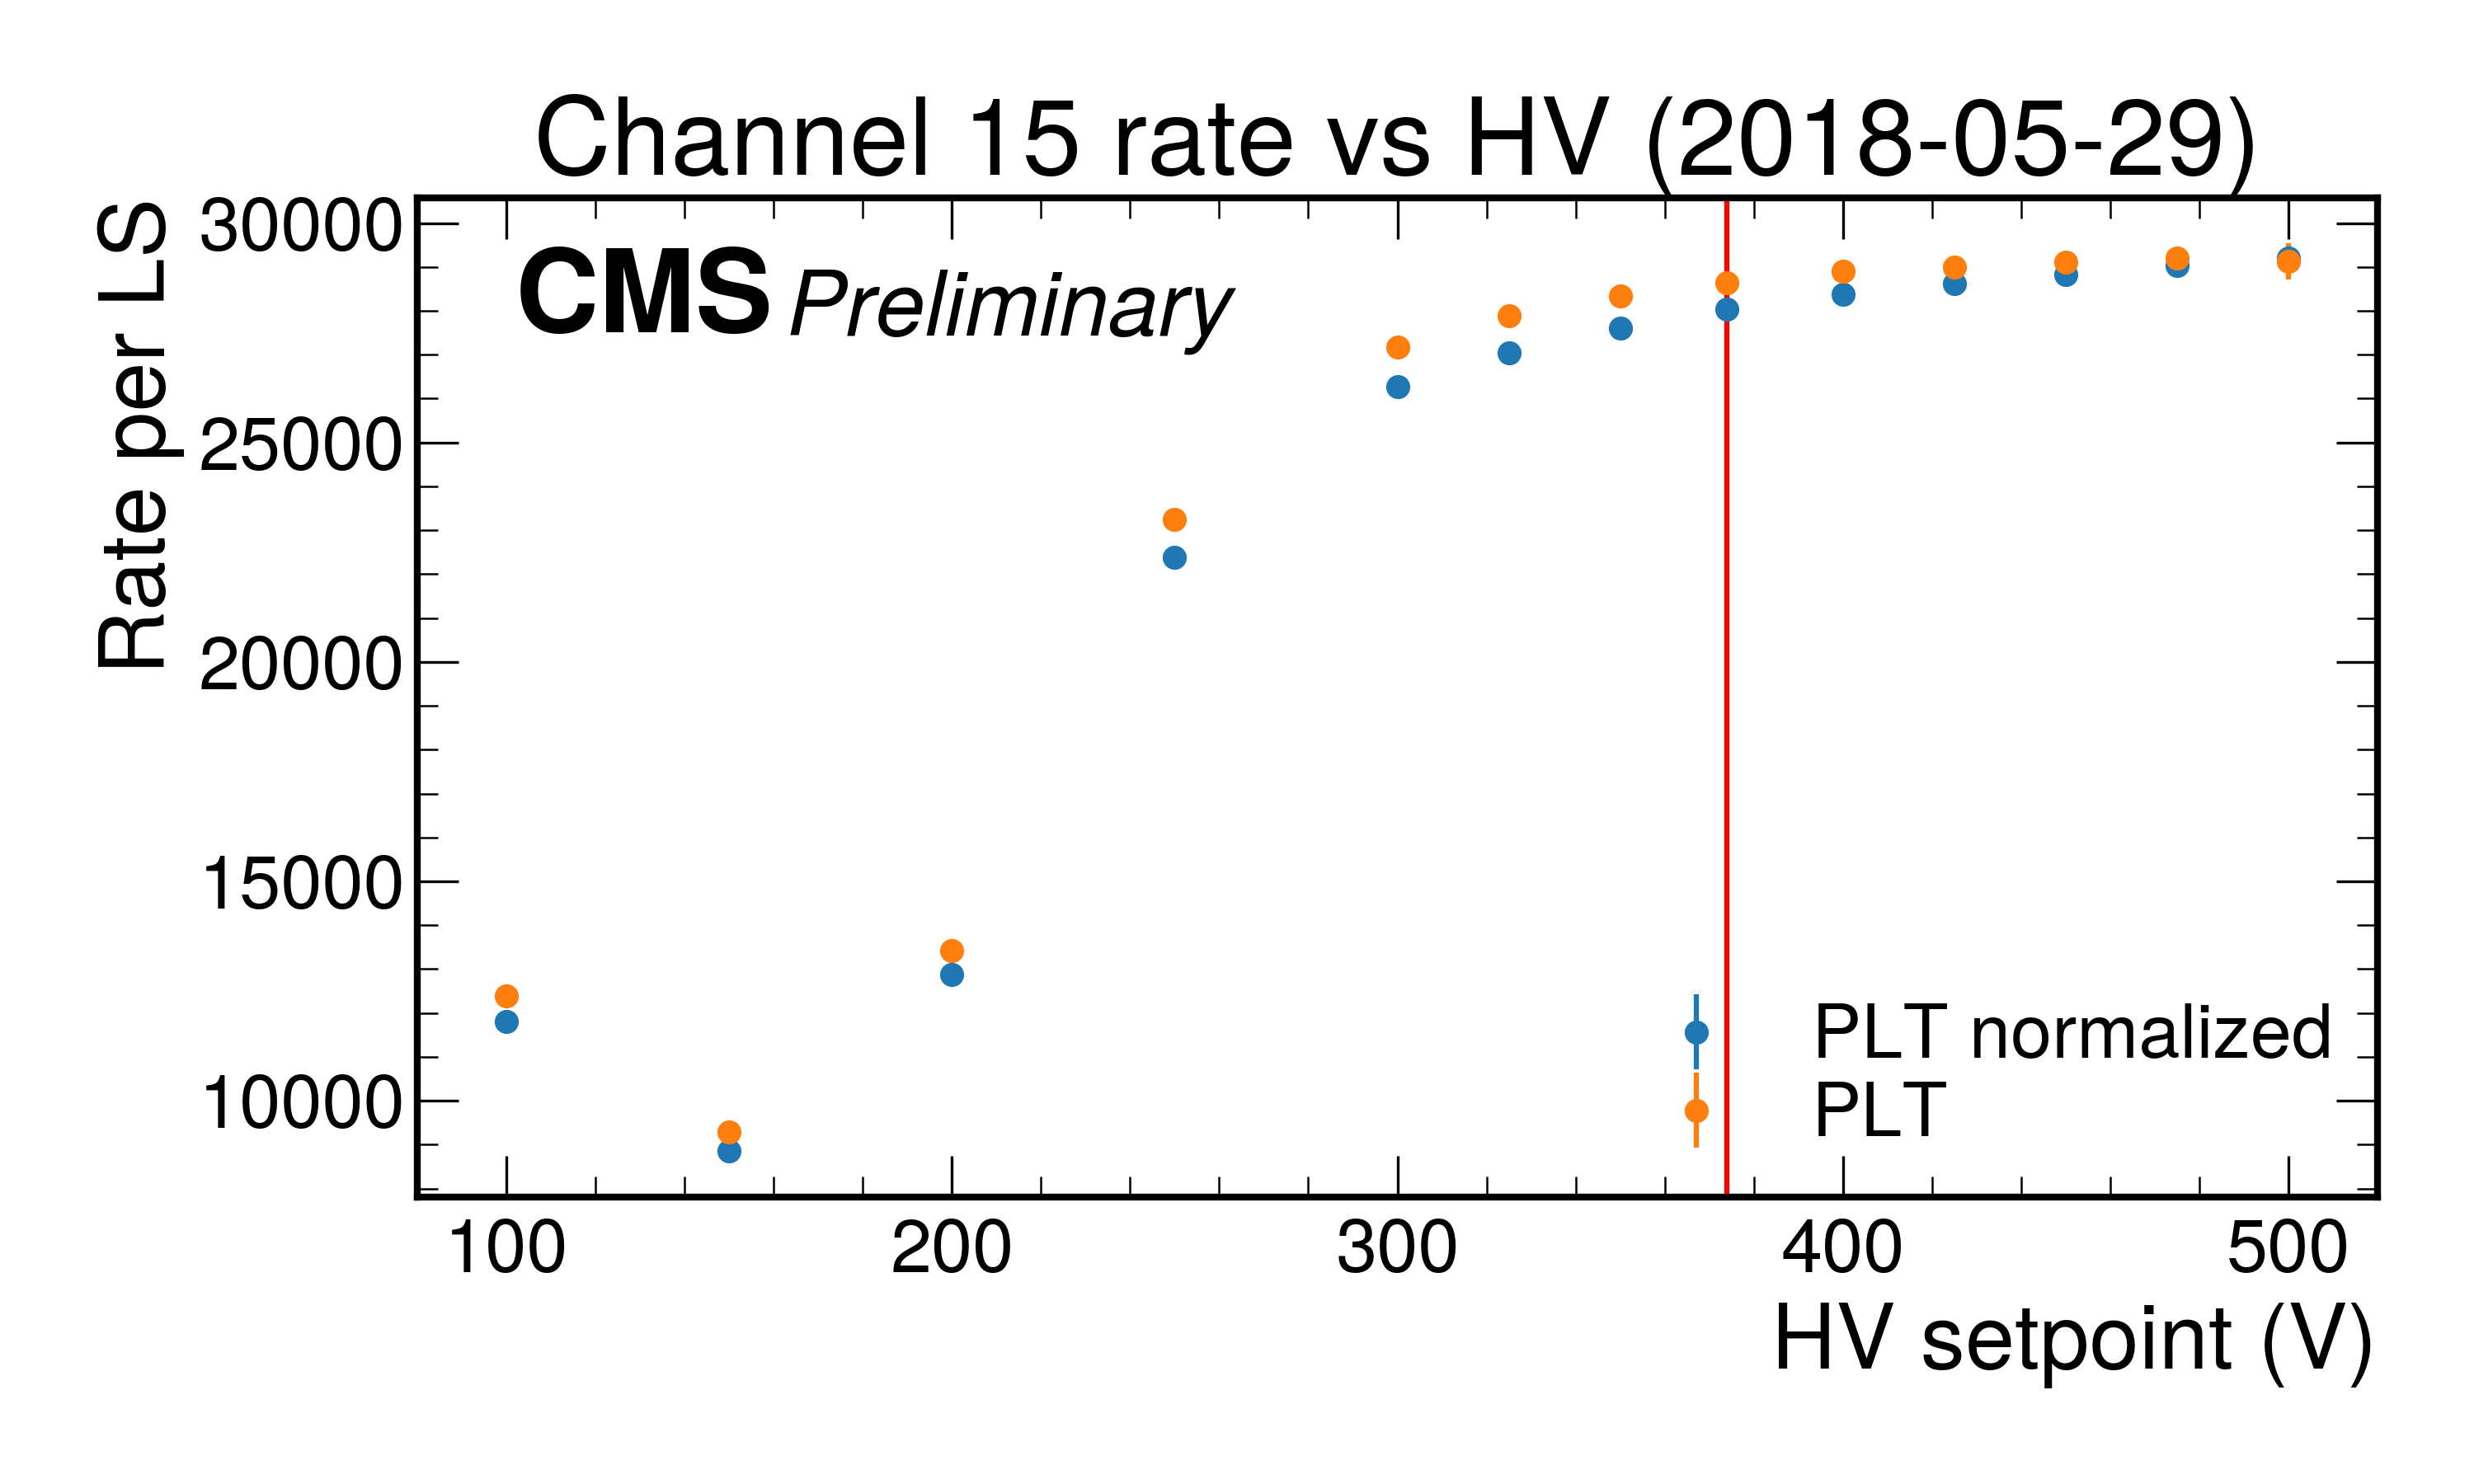 Channel 15 rate vs HV (2018-05-29)
CMS Preliminary
Rate per LS
30000
25000
20000
15000
10000
PLT normalized
PLT
100 200 300 400 500
HV setpoint (V)